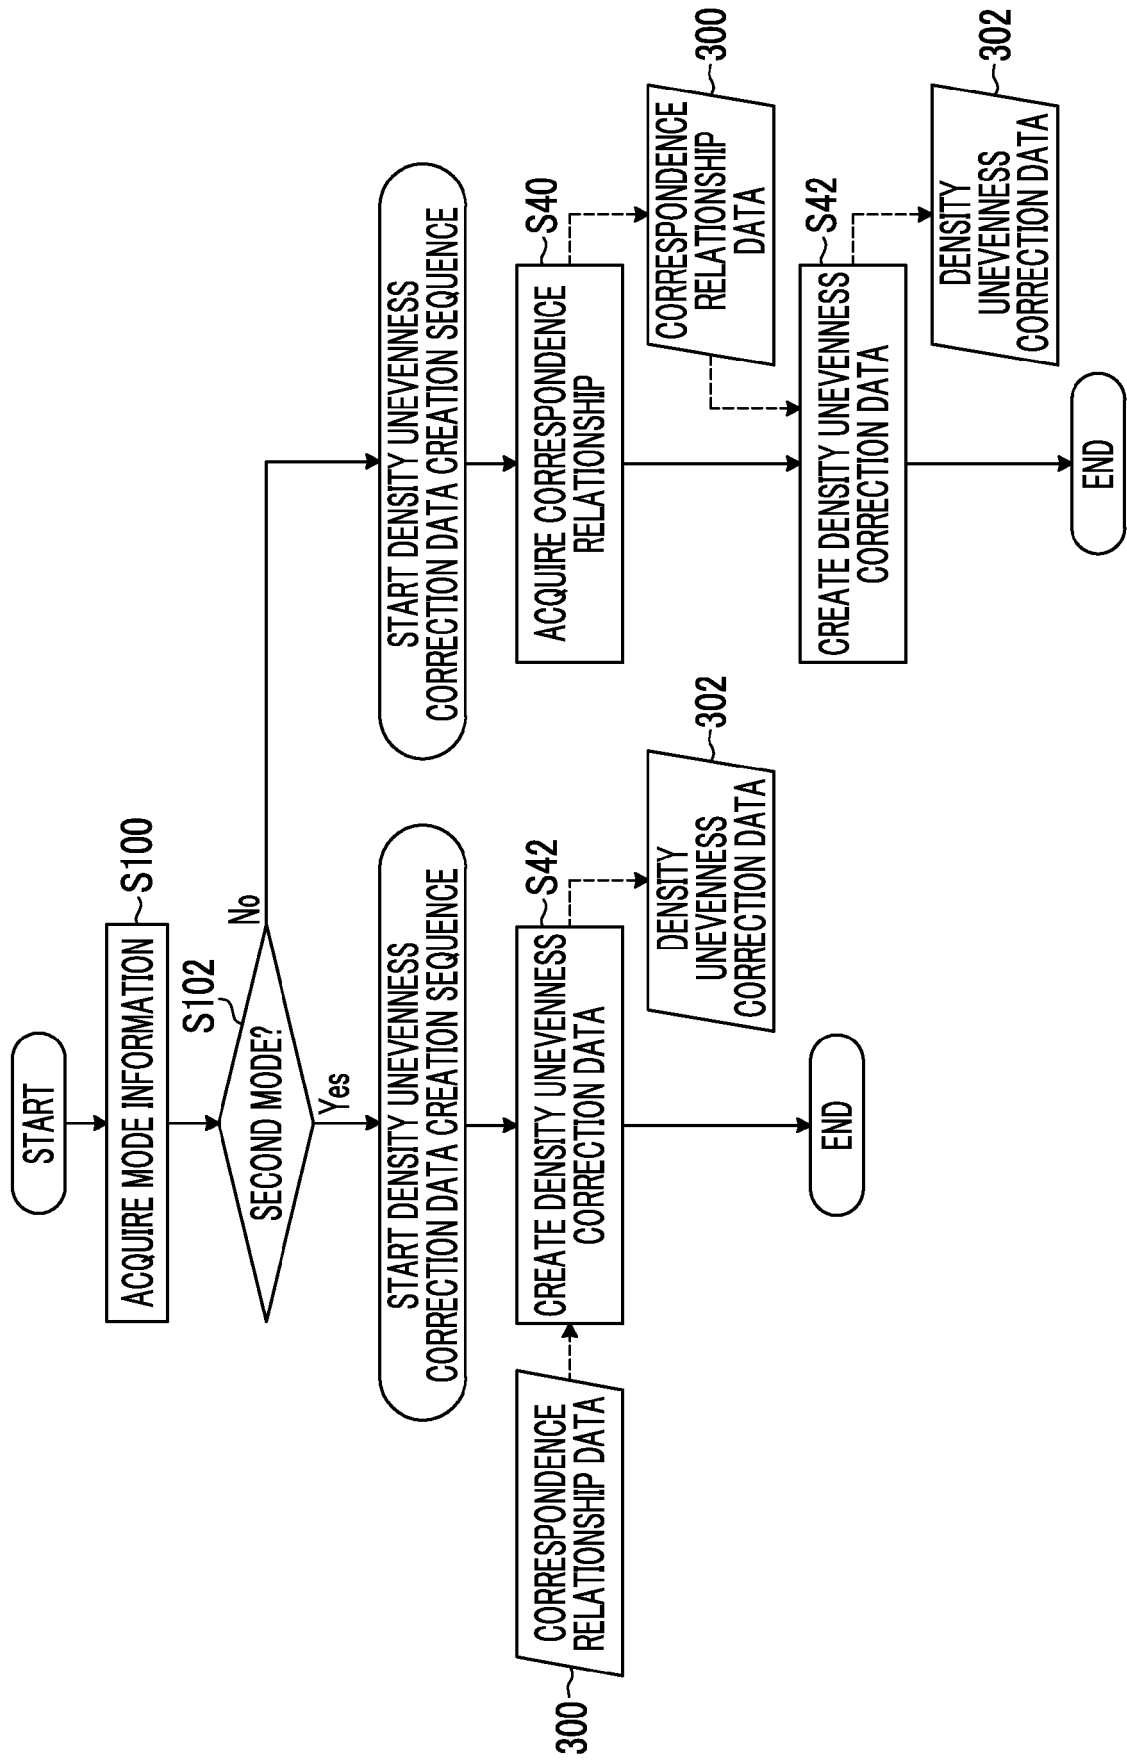 START
ACQUIRE MODE INFORMATION
S100
SECOND MODE?
S102
No
Yes
START DENSITY UNEVENNESS
CORRECTION DATA CREATION SEQUENCE
CORRESPONDENCE
RELATIONSHIP DATA
300
CREATE DENSITY UNEVENNESS
CORRECTION DATA
S42
DENSITY
UNEVENNESS
CORRECTION DATA
302
END
START DENSITY UNEVENNESS
CORRECTION DATA CREATION SEQUENCE
ACQUIRE CORRESPONDENCE
RELATIONSHIP
S40
CORRESPONDENCE
RELATIONSHIP
DATA
300
CREATE DENSITY UNEVENNESS
CORRECTION DATA
S42
DENSITY
UNEVENNESS
CORRECTION DATA
302
END